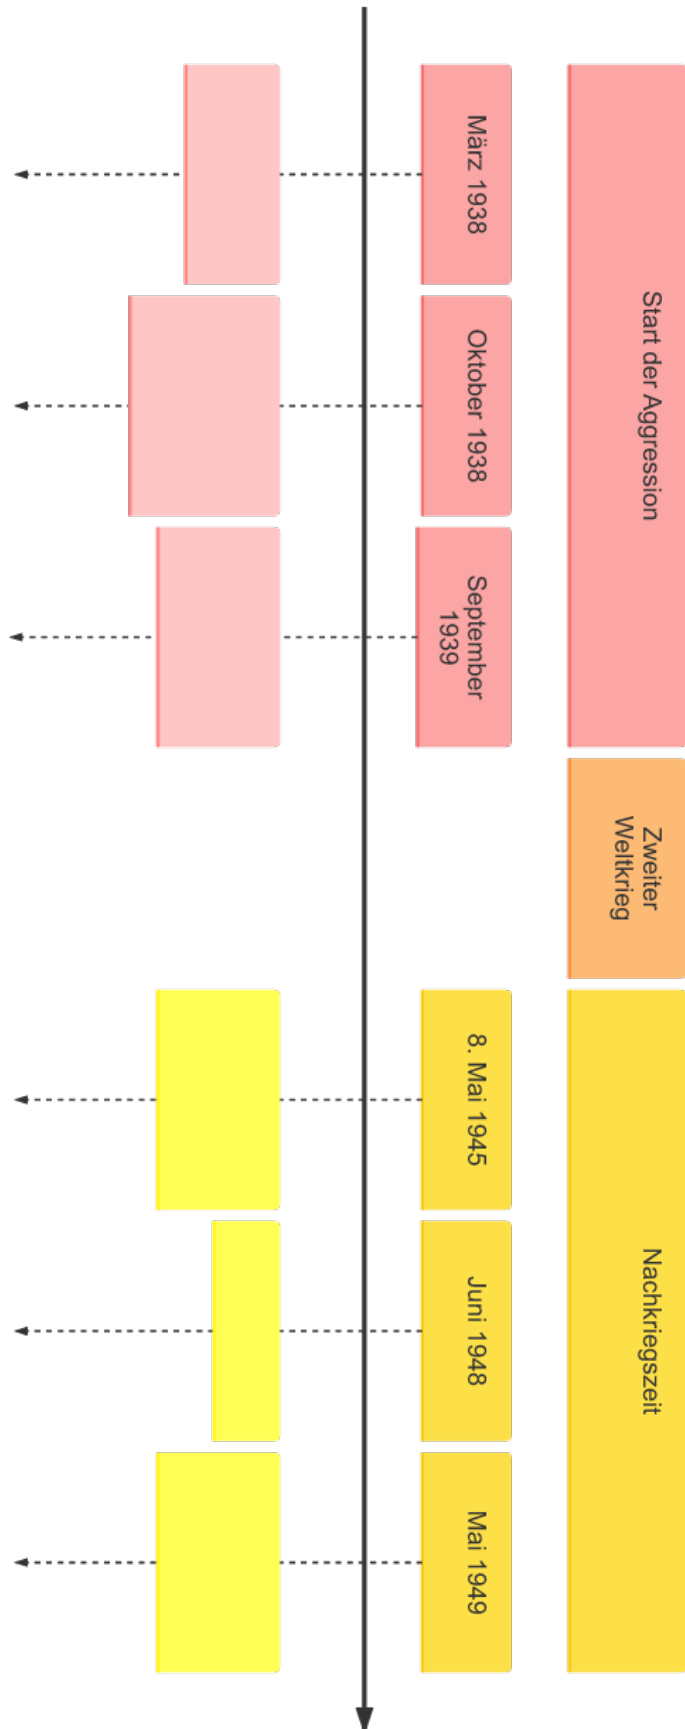 Start der Aggression
Zweiter
Weltkrieg
Nachkriegszeit
März 1938
Oktober 1938
September
1939
8. Mai 1945
Juni 1948
Mai 1949